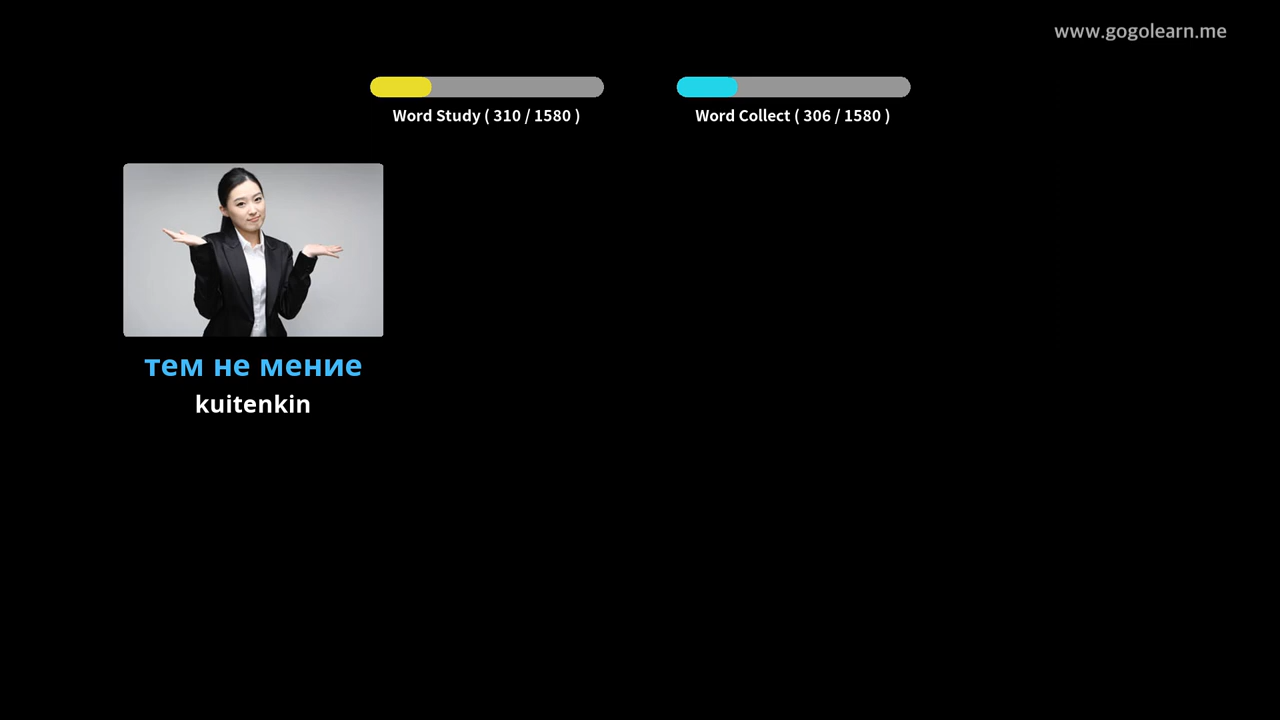 www.gogolearn.me
Word Study ( 310 / 1580 )
Word Collect ( 306 / 1580 )
тем не мение
kuitenkin